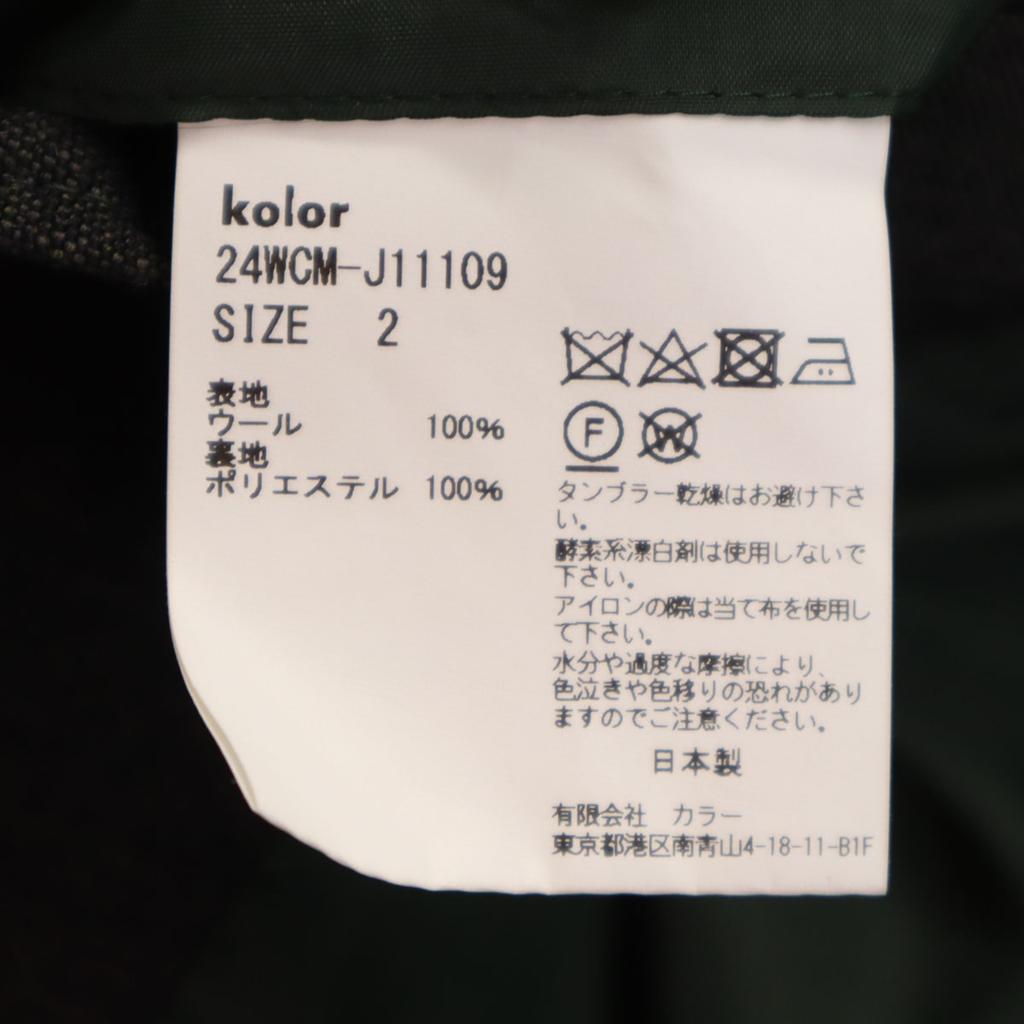 kolor
24WCM-J11109
SIZE 2
表地
ウール 100%
裏地
ポリエステル 100%
F
W
タンブラー乾燥はお避け下さ
い。
酵素系漂白剤は使用しないで
下さい。
アイロンの際は当て布を使用し
て下さい。
水分や過度な摩擦により、
色泣きや色移りの恐れがあり
ますのでご注意ください。
日本製
有限会社 カラー
東京都港区南青山4-18-11-B1F